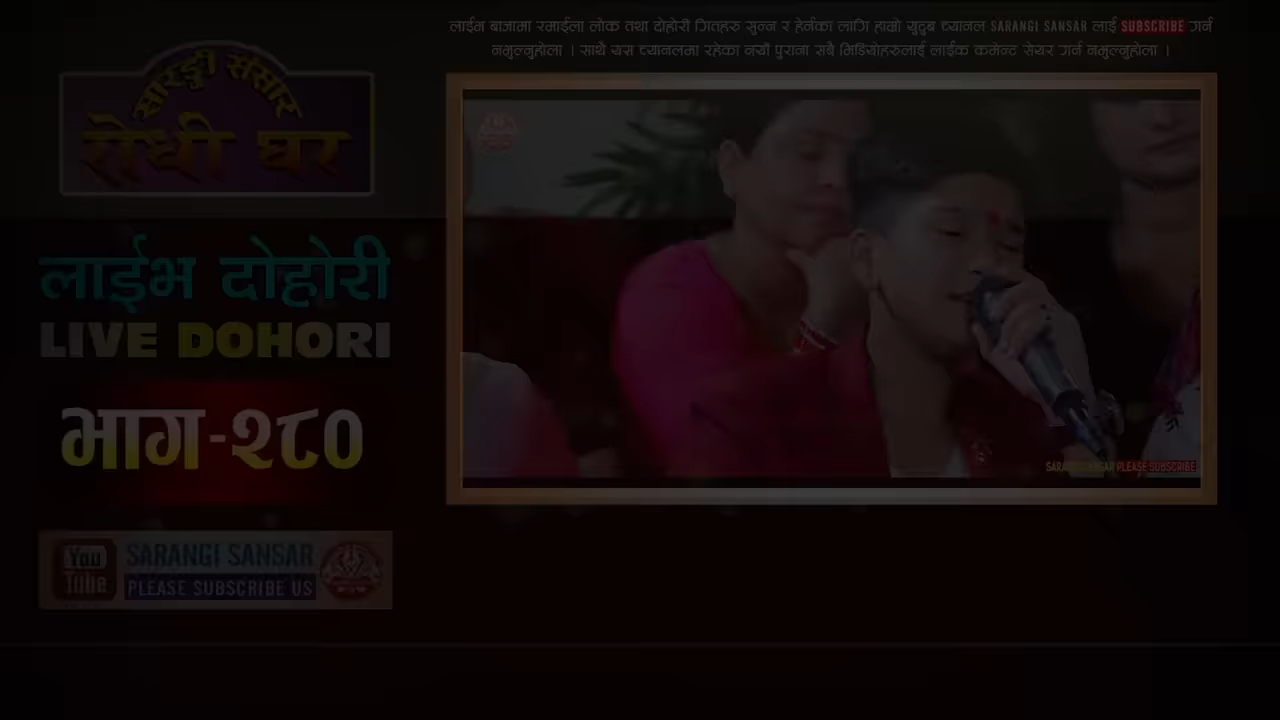 लाईभ बाजामा रमाईला लोक तथा दोहोरी गितहरु सुन्न र हेर्नका लागि हाम्रो युटुब च्यानल SARANGI SANSAR लाई SUBSCRIBE गर्न
नभुल्नुहोला । साथै यस च्यानलमा रहेका नयाँ पुराना सबै भिडियोहरुलाई लाईक कमेन्ट सेयर गर्न नभुल्नुहोला ।
सारङ्गी संसार
रोधी घर
लाईभ दोहोरी
LIVE DOHORI
भाग-२८०
SARANGI SANSAR PLEASE SUBSCRIBE
You Tube
SARANGI SANSAR
PLEASE SUBSCRIBE US